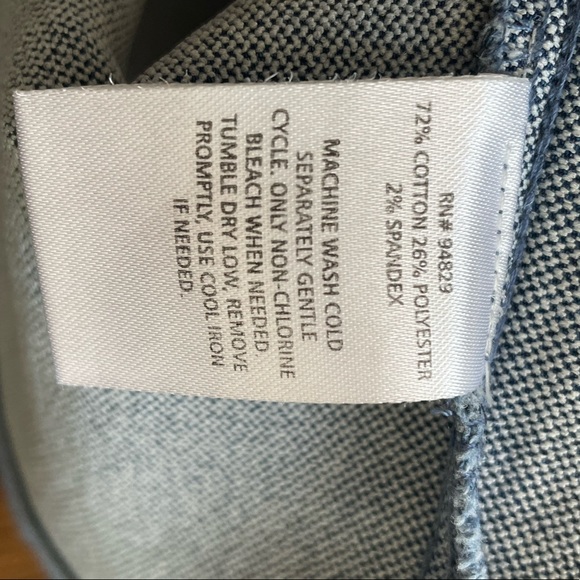 RN# 94829
72% COTTON 26% POLYESTER
2% SPANDEX
MACHINE WASH COLD
SEPARATELY GENTLE
CYCLE. ONLY NON-CHLORINE
BLEACH WHEN NEEDED
TUMBLE DRY LOW, REMOVE
PROMPTLY, USE COOL IRON
IF NEEDED.